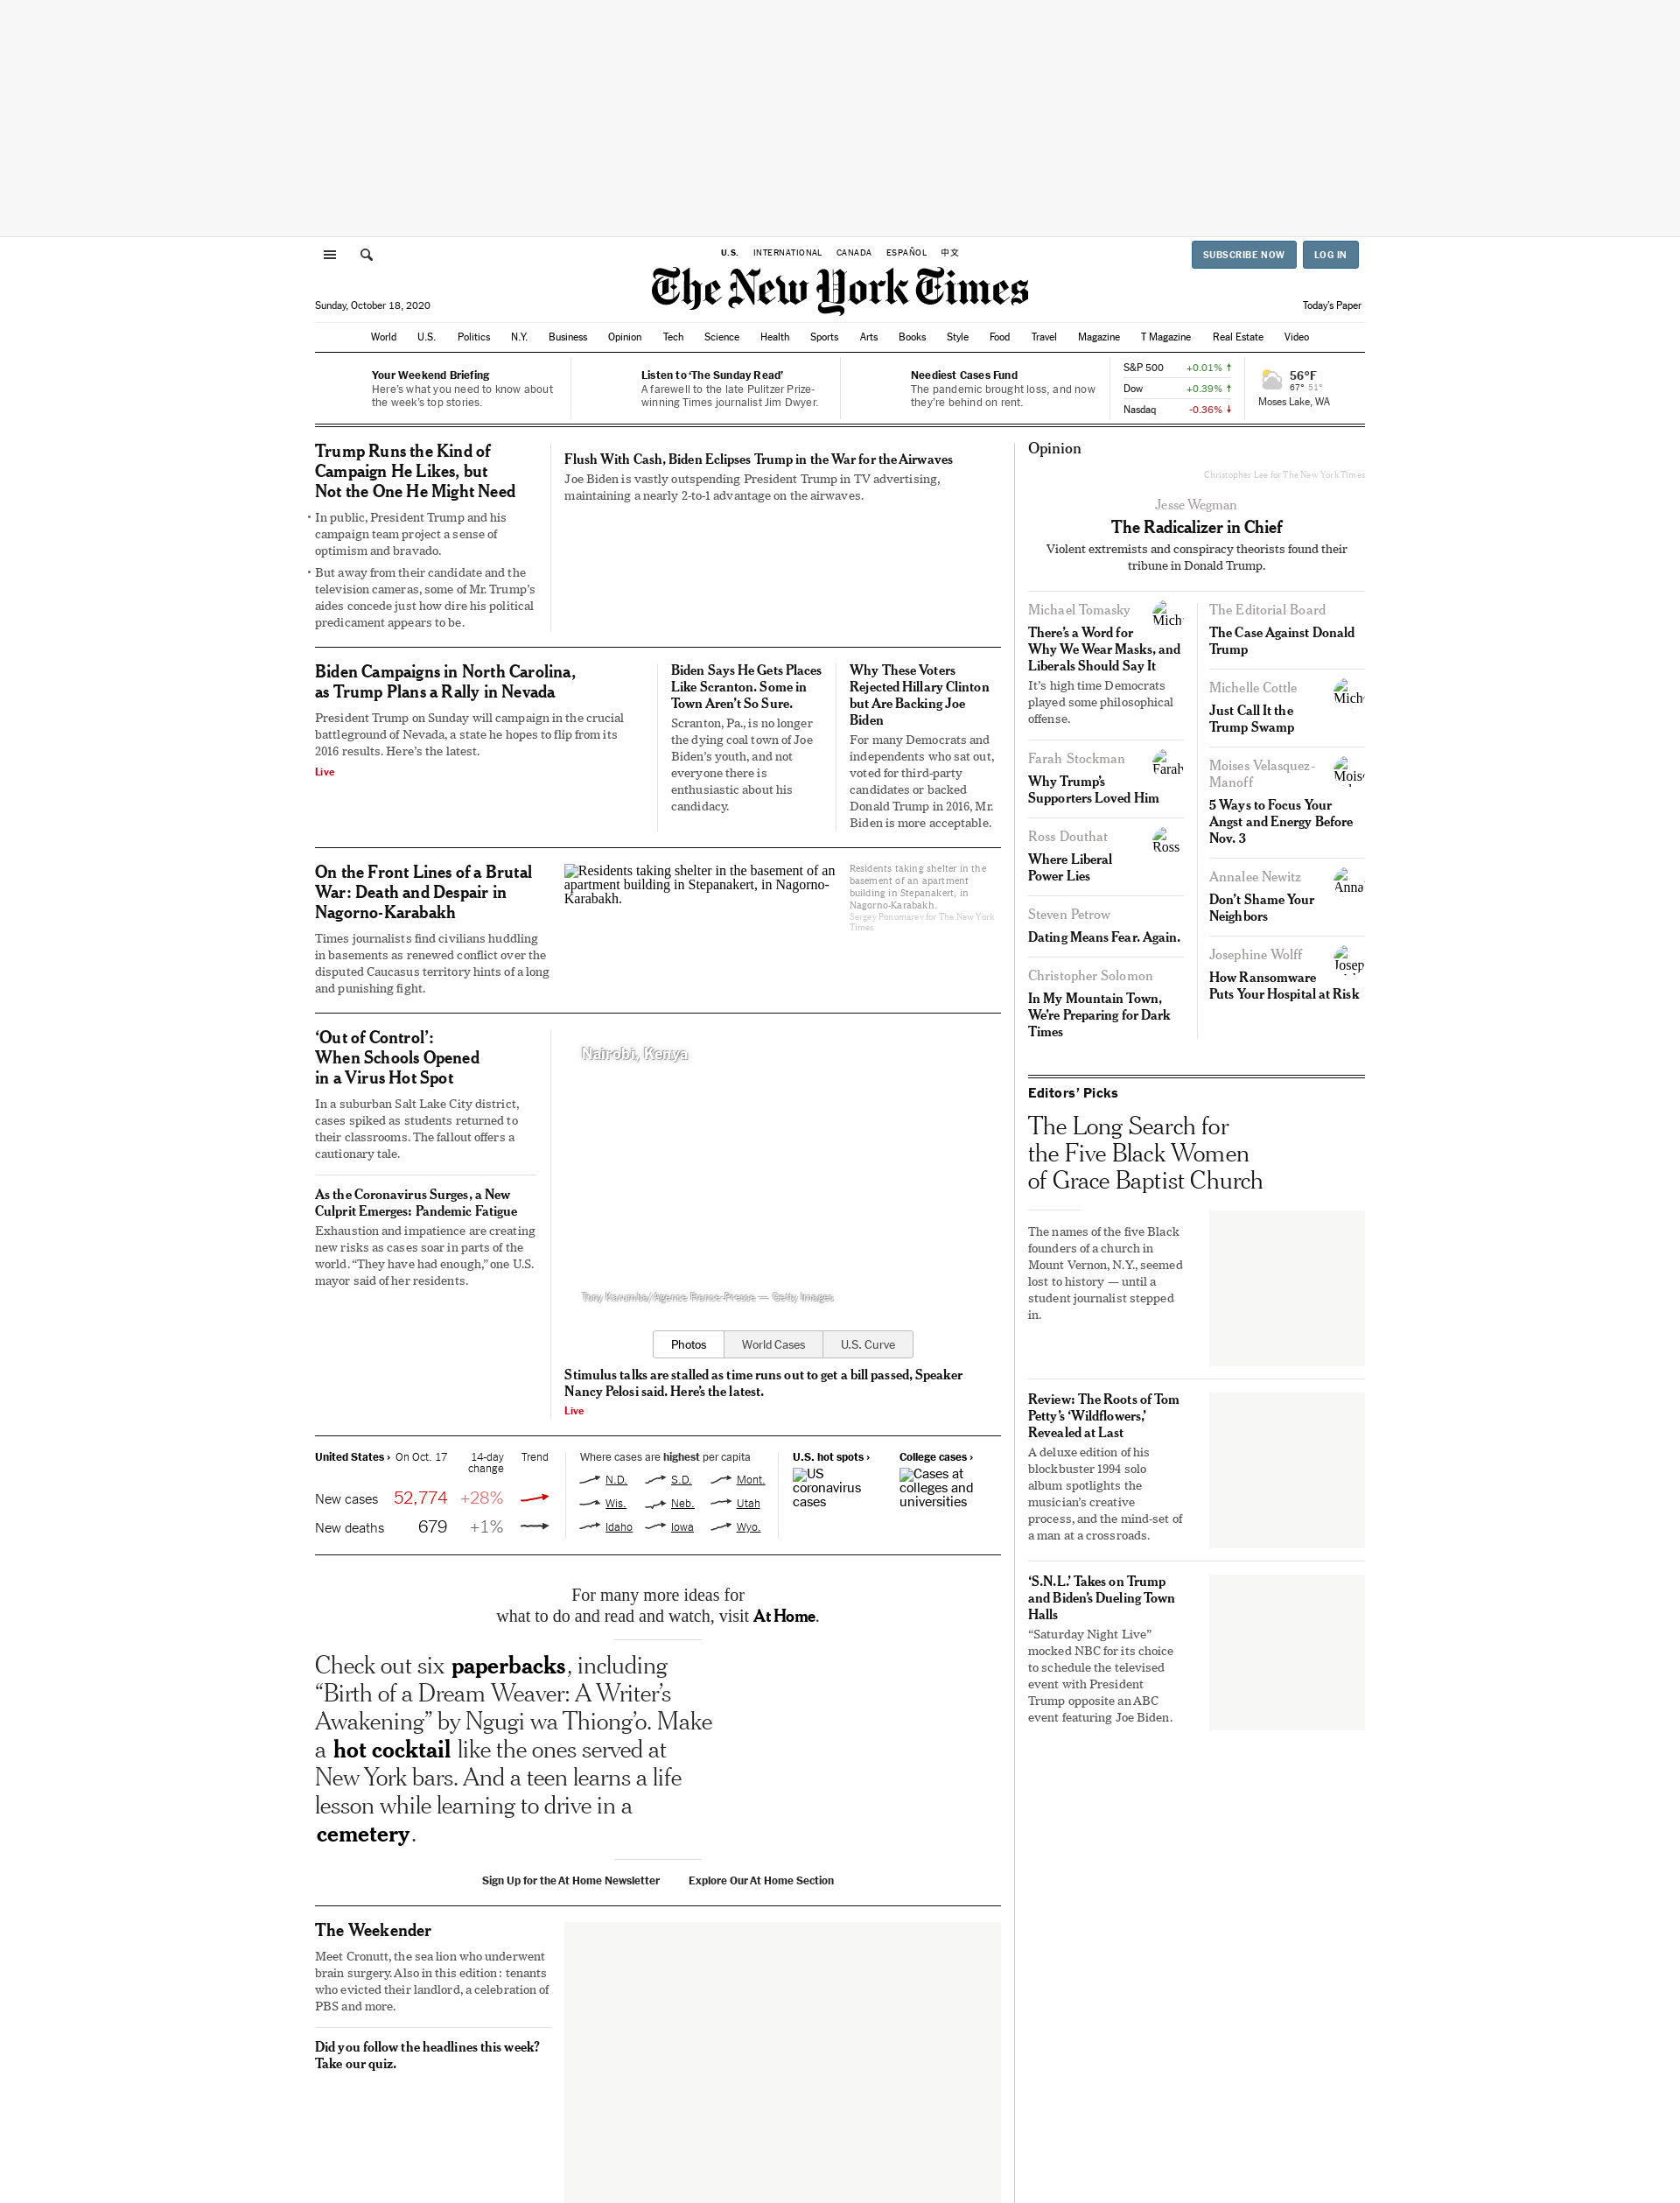 U.S. INTERNATIONAL CANADA ESPAÑOL 中文
SUBSCRIBE NOW LOG IN
The New York Times
Sunday, October 18, 2020
Today's Paper
World U.S. Politics N.Y. Business Opinion Tech Science Health Sports Arts Books Style Food Travel Magazine T Magazine Real Estate Video
Your Weekend Briefing
Here's what you need to know about
the week's top stories.
Listen to 'The Sunday Read'
A farewell to the late Pulitzer Prize-
winning Times journalist Jim Dwyer.
Neediest Cases Fund
The pandemic brought loss, and now
they're behind on rent.
S&P 500 +0.01% ↑
Dow +0.39% ↑
Nasdaq -0.36% ↓
56°F
67° 51°
Moses Lake, WA
Trump Runs the Kind of
Campaign He Likes, but
Not the One He Might Need
• In public, President Trump and his
campaign team project a sense of
optimism and bravado.
• But away from their candidate and the
television cameras, some of Mr. Trump's
aides concede just how dire his political
predicament appears to be.
Flush With Cash, Biden Eclipses Trump in the War for the Airwaves
Joe Biden is vastly outspending President Trump in TV advertising,
maintaining a nearly 2-to-1 advantage on the airwaves.
Biden Campaigns in North Carolina,
as Trump Plans a Rally in Nevada
President Trump on Sunday will campaign in the crucial
battleground of Nevada, a state he hopes to flip from its
2016 results. Here's the latest.
Live
Biden Says He Gets Places
Like Scranton. Some in
Town Aren't So Sure.
Scranton, Pa., is no longer
the dying coal town of Joe
Biden's youth, and not
everyone there is
enthusiastic about his
candidacy.
Why These Voters
Rejected Hillary Clinton
but Are Backing Joe
Biden
For many Democrats and
independents who sat out,
voted for third-party
candidates or backed
Donald Trump in 2016, Mr.
Biden is more acceptable.
On the Front Lines of a Brutal
War: Death and Despair in
Nagorno-Karabakh
Times journalists find civilians huddling
in basements as renewed conflict over the
disputed Caucasus territory hints of a long
and punishing fight.
Residents taking shelter in the basement of an
apartment building in Stepanakert, in Nagorno-
Karabakh.
Residents taking shelter in the
basement of an apartment
building in Stepanakert, in
Nagorno-Karabakh.
Sergey Ponomarev for The New York
Times
'Out of Control':
When Schools Opened
in a Virus Hot Spot
In a suburban Salt Lake City district,
cases spiked as students returned to
their classrooms. The fallout offers a
cautionary tale.
As the Coronavirus Surges, a New
Culprit Emerges: Pandemic Fatigue
Exhaustion and impatience are creating
new risks as cases soar in parts of the
world. “They have had enough,” one U.S.
mayor said of her residents.
Nairobi, Kenya
Tony Karumba/Agence France-Presse — Getty Images
Photos World Cases U.S. Curve
Stimulus talks are stalled as time runs out to get a bill passed, Speaker
Nancy Pelosi said. Here's the latest.
Live
United States › On Oct. 17 14-day
change Trend
New cases 52,774 +28%
New deaths 679 +1%
Where cases are highest per capita
N.D. S.D. Mont.
Wis. Neb. Utah
Idaho Iowa Wyo.
U.S. hot spots ›
US
coronavirus
cases
College cases ›
Cases at
colleges and
universities
For many more ideas for
what to do and read and watch, visit At Home.
Check out six paperbacks, including
“Birth of a Dream Weaver: A Writer's
Awakening” by Ngugi wa Thiong'o. Make
a hot cocktail like the ones served at
New York bars. And a teen learns a life
lesson while learning to drive in a
cemetery.
Sign Up for the At Home Newsletter Explore Our At Home Section
The Weekender
Meet Cronutt, the sea lion who underwent
brain surgery. Also in this edition: tenants
who evicted their landlord, a celebration of
PBS and more.
Did you follow the headlines this week?
Take our quiz.
Opinion
Christopher Lee for The New York Times
Jesse Wegman
The Radicalizer in Chief
Violent extremists and conspiracy theorists found their
tribune in Donald Trump.
Michael Tomasky
There's a Word for
Why We Wear Masks, and
Liberals Should Say It
It's high time Democrats
played some philosophical
offense.
Farah Stockman
Farah
Why Trump's
Supporters Loved Him
Ross Douthat
Ross
Where Liberal
Power Lies
Steven Petrow
Dating Means Fear. Again.
Christopher Solomon
In My Mountain Town,
We're Preparing for Dark
Times
The Editorial Board
The Case Against Donald
Trump
Michelle Cottle
Just Call It the
Trump Swamp
Moises Velasquez-
Manoff
5 Ways to Focus Your
Angst and Energy Before
Nov. 3
Annalee Newitz
Don't Shame Your
Neighbors
Josephine Wolff
How Ransomware
Puts Your Hospital at Risk
Editors' Picks
The Long Search for
the Five Black Women
of Grace Baptist Church
The names of the five Black
founders of a church in
Mount Vernon, N.Y., seemed
lost to history — until a
student journalist stepped
in.
Review: The Roots of Tom
Petty's 'Wildflowers,'
Revealed at Last
A deluxe edition of his
blockbuster 1994 solo
album spotlights the
musician's creative
process, and the mind-set of
a man at a crossroads.
'S.N.L.' Takes on Trump
and Biden's Dueling Town
Halls
“Saturday Night Live”
mocked NBC for its choice
to schedule the televised
event with President
Trump opposite an ABC
event featuring Joe Biden.